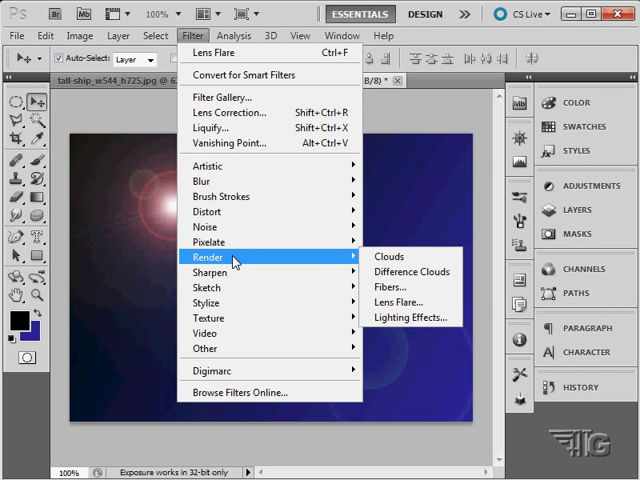 Ps Br Mb 100% ESSENTIALS DESIGN >> CS Live
File Edit Image Layer Select Filter Analysis 3D View Window Help
Auto-Select: Layer
tall-ship_w544_h725.jpg @ 6 B/8) * ×
Lens Flare Ctrl+F
Convert for Smart Filters
Filter Gallery...
Lens Correction... Shift+Ctrl+R
Liquify... Shift+Ctrl+X
Vanishing Point... Alt+Ctrl+V
Artistic
Blur
Brush Strokes
Distort
Noise
Pixelate
Render
Sharpen
Sketch
Stylize
Texture
Video
Other
Digimarc
Browse Filters Online...
Clouds
Difference Clouds
Fibers...
Lens Flare...
Lighting Effects...
Mb
COLOR
SWATCHES
STYLES
ADJUSTMENTS
LAYERS
MASKS
CHANNELS
PATHS
PARAGRAPH
CHARACTER
HISTORY
100% Exposure works in 32-bit only